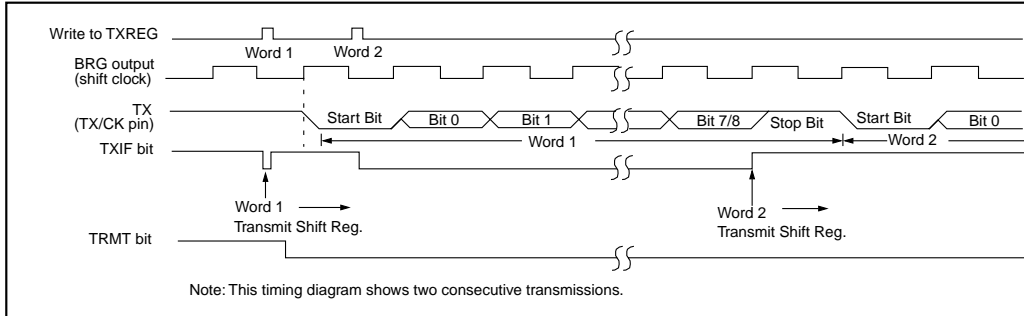 Write to TXREG
Word 1 Word 2
BRG output
(shift clock)
TX
(TX/CK pin)
Start Bit Bit 0 Bit 1 Bit 7/8 Stop Bit Start Bit Bit 0
Word 1 Word 2
TXIF bit
Word 1
Transmit Shift Reg.
Word 2
Transmit Shift Reg.
TRMT bit
Note: This timing diagram shows two consecutive transmissions.